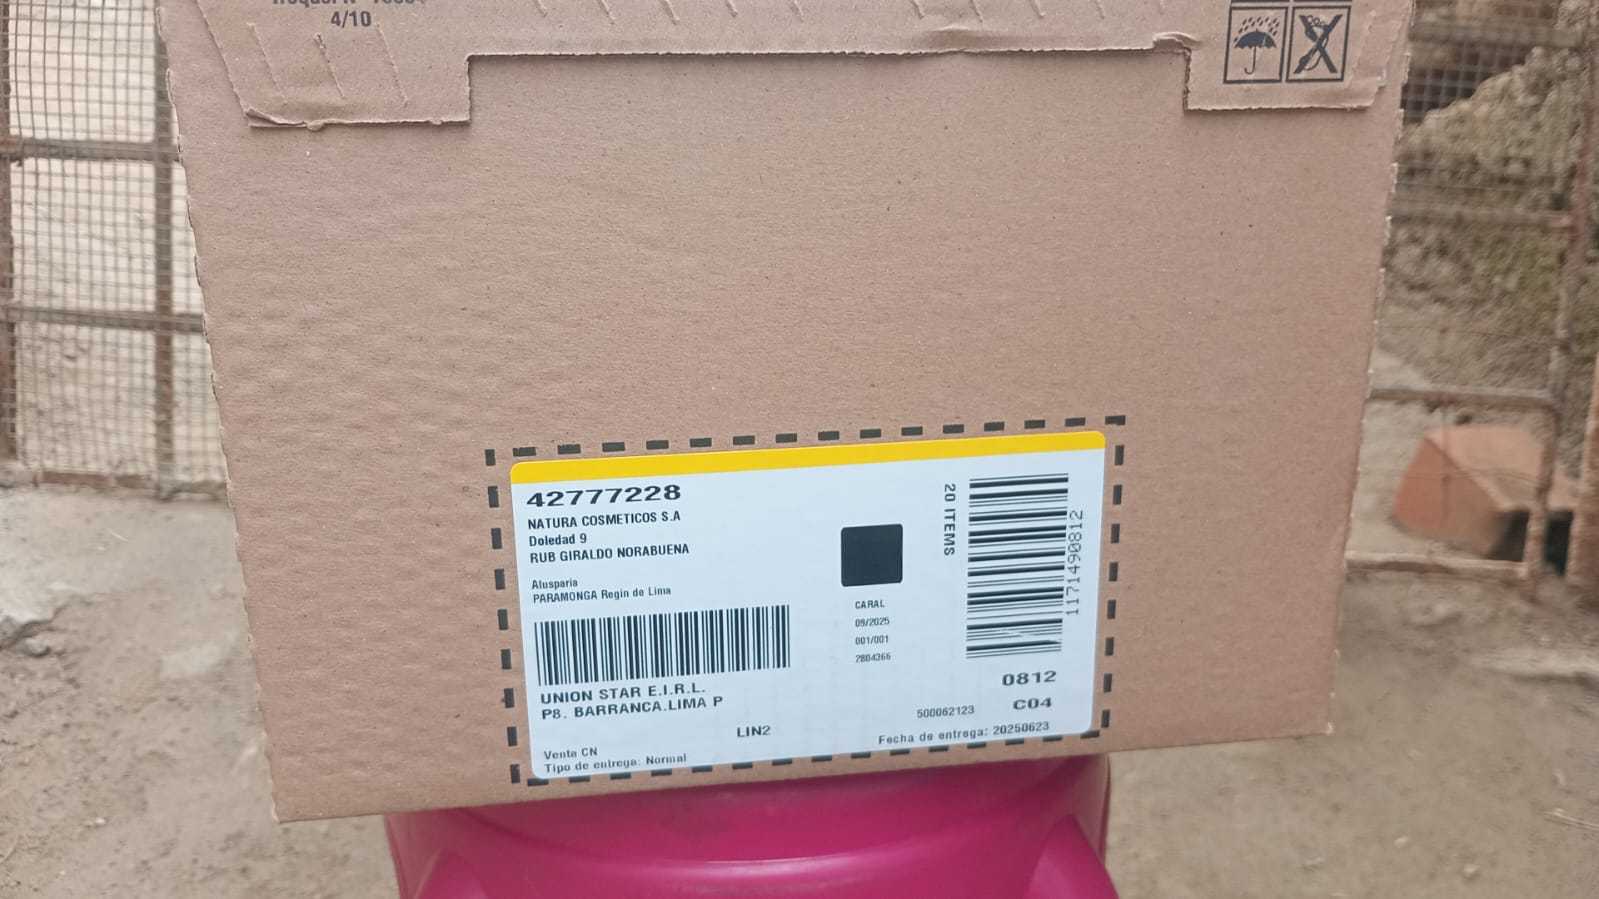 4/10
42777228
NATURA COSMETICOS S.A
Doledad 9
RUB GIRALDO NORABUENA
Alusparia
PARAMONGA Regin de Lima
UNION STAR E.I.R.L.
P8. BARRANCA.LIMA P
LIN2
Venta CN
Tipo de entrega: Normal
CARAL
09/2025
001/001
2804366
20 ITEMS
1171490812
0812
C04
500062123
Fecha de entrega: 20250623